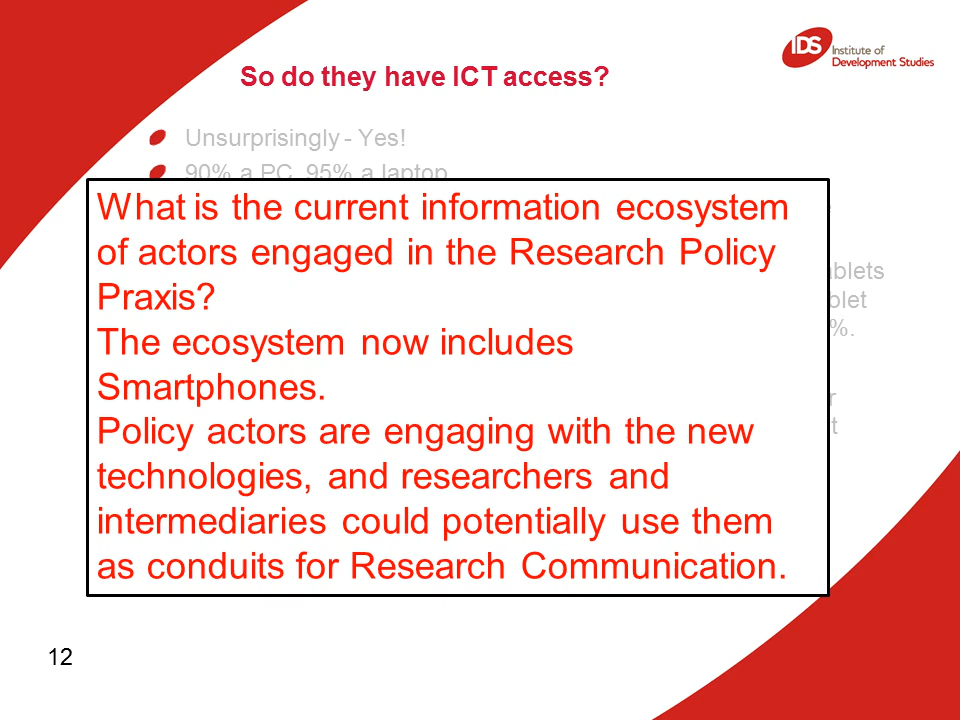 IDS Institute of
Development Studies
So do they have ICT access?
Unsurprisingly - Yes!
90% a PC, 95% a laptop
What is the current information ecosystem
of actors engaged in the Research Policy
Praxis?
The ecosystem now includes
Smartphones.
Policy actors are engaging with the new
technologies, and researchers and
intermediaries could potentially use them
as conduits for Research Communication.
%.
12